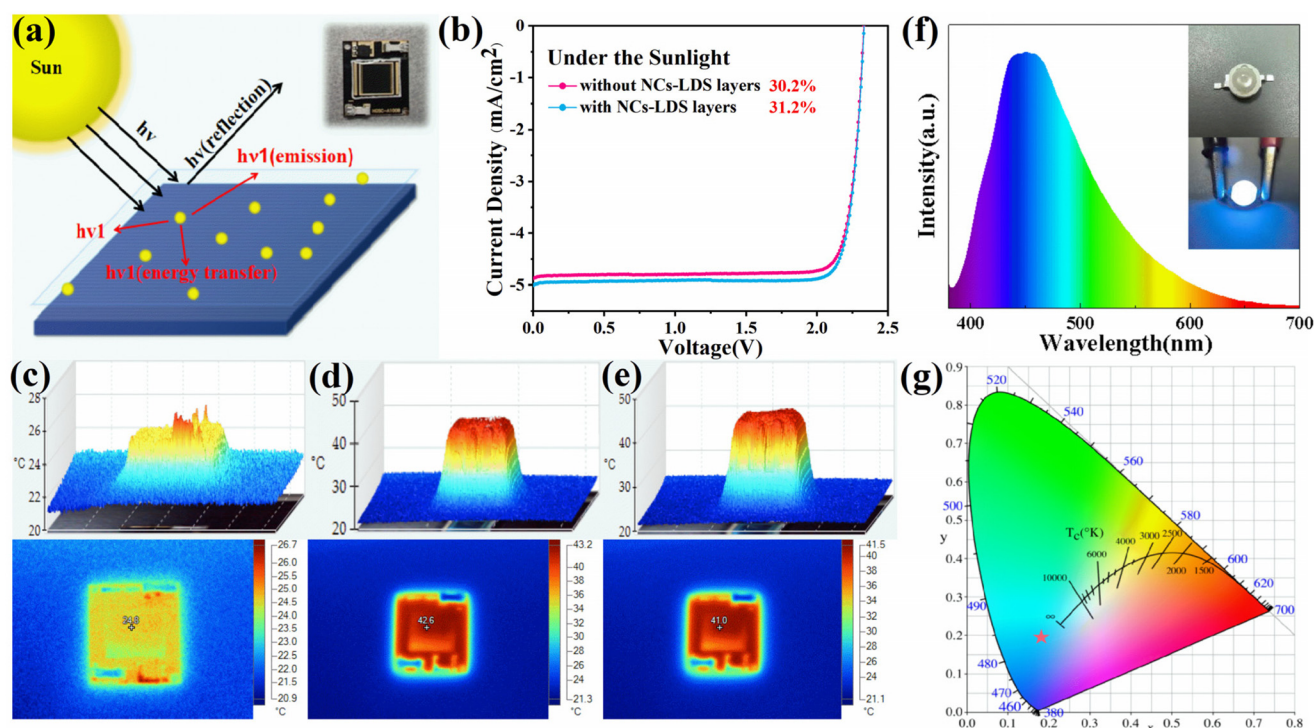 (a)
Sun
hν
hν(reflection)
hν1(emission)
hν1
hν1(energy transfer)
(b)
Under the Sunlight
without NCs-LDS layers 30.2%
with NCs-LDS layers 31.2%
Current Density (mA/cm2)
0
-1
-2
-3
-4
-5
0.0 0.5 1.0 1.5 2.0 2.5
Voltage(V)
(f)
Intensity(a.u.)
400 500 600 700
Wavelength(nm)
(c)
28
26
24
22
20
°C
(d)
50
40
30
20
°C
(e)
50
40
30
20
°C
24.8
26.7
26.0
25.5
25.0
24.5
24.0
23.5
23.0
22.5
22.0
21.5
20.9
°C
42.6
43.2
40
38
36
34
32
30
28
26
24
21.3
°C
41.0
41.5
40
38
36
34
32
30
28
26
24
21.1
°C
(g)
0.9
0.8
0.7
0.6
0.5
y
0.4
0.3
0.2
0.1
0.0
0.0 0.1 0.2 0.3 0.4 0.5 0.6 0.7 0.8
x
520
540
560
500
580
600
620
700
490
480
470
460
380
Tc(°K)
10000
6000
4000
3000
2500
2000
1500
∞